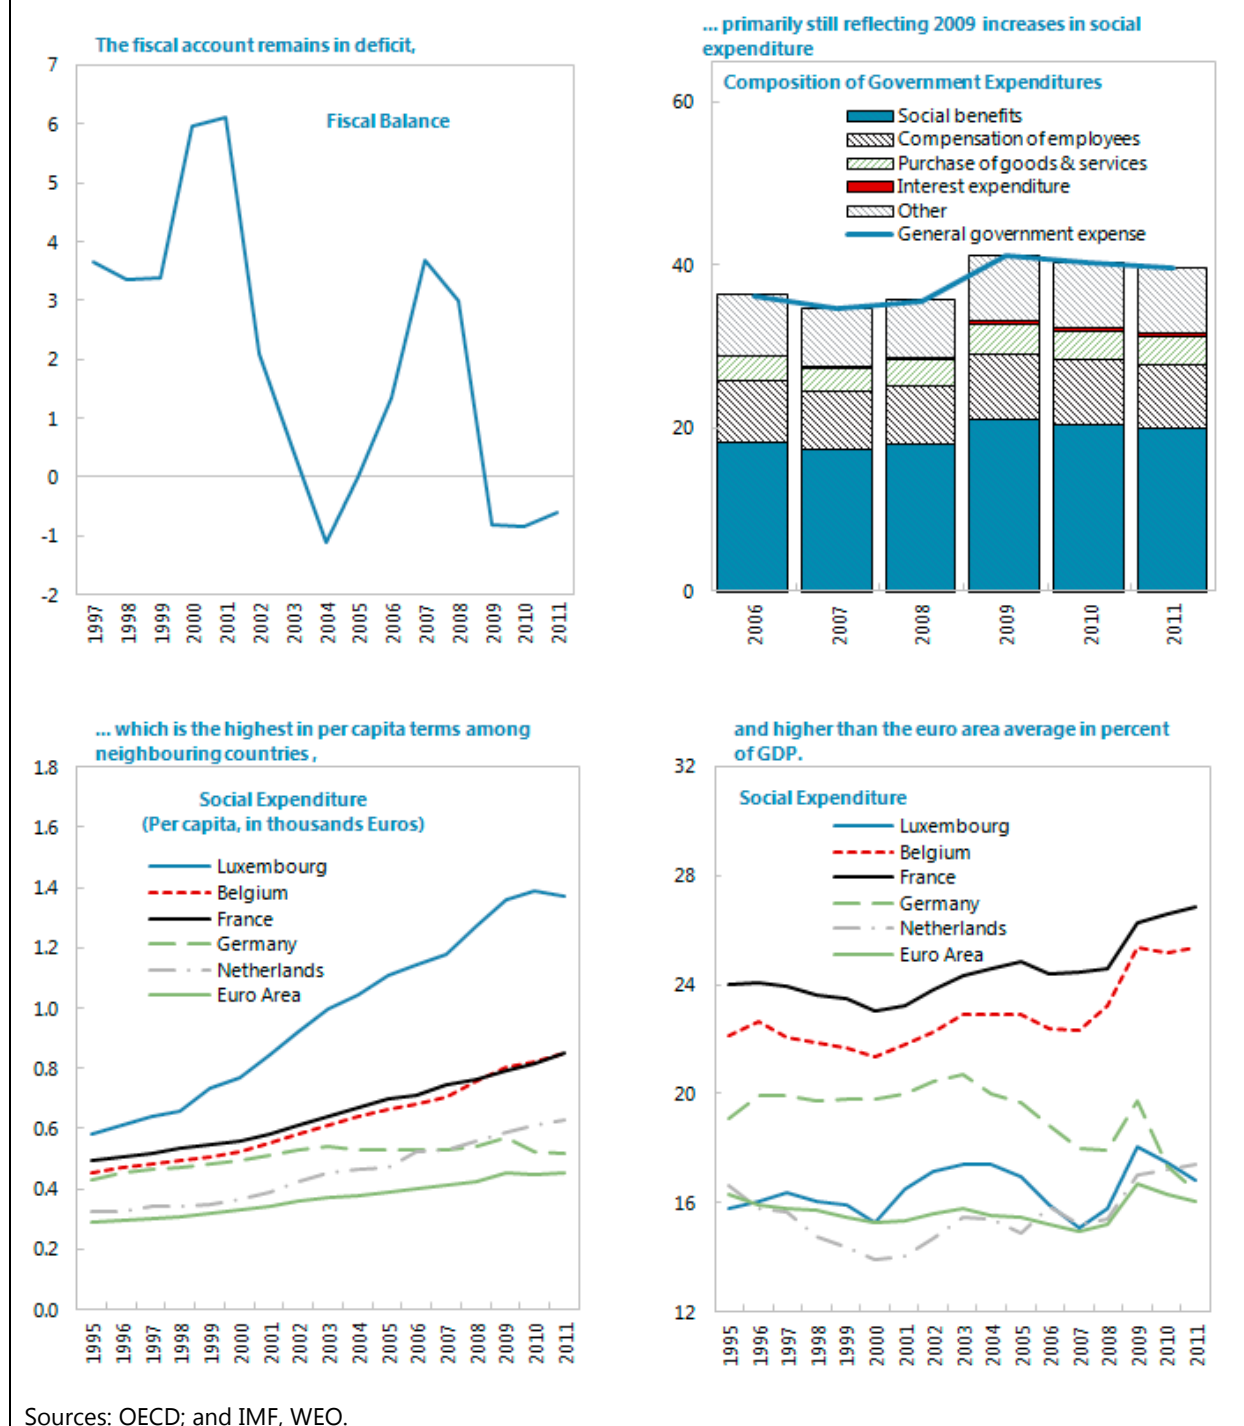 The fiscal account remains in deficit,
7
6
5
4
3
2
1
0
-1
-2
Fiscal Balance
1997
1998
1999
2000
2001
2002
2003
2004
2005
2006
2007
2008
2009
2010
2011
... primarily still reflecting 2009 increases in social
expenditure
Composition of Government Expenditures
60
40
20
0
Social benefits
Compensation of employees
Purchase of goods & services
Interest expenditure
Other
General government expense
2006
2007
2008
2009
2010
2011
... which is the highest in per capita terms among
neighbouring countries ,
1.8
1.6
1.4
1.2
1.0
0.8
0.6
0.4
0.2
0.0
Social Expenditure
(Per capita, in thousands Euros)
Luxembourg
Belgium
France
Germany
Netherlands
Euro Area
1995
1996
1997
1998
1999
2000
2001
2002
2003
2004
2005
2006
2007
2008
2009
2010
2011
and higher than the euro area average in percent
of GDP.
32
28
24
20
16
12
Social Expenditure
Luxembourg
Belgium
France
Germany
Netherlands
Euro Area
1995
1996
1997
1998
1999
2000
2001
2002
2003
2004
2005
2006
2007
2008
2009
2010
2011
Sources: OECD; and IMF, WEO.